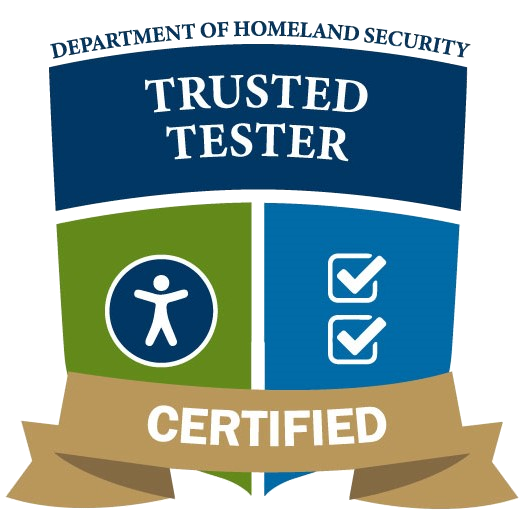 DEPARTMENT OF HOMELAND SECURITY
TRUSTED
TESTER
CERTIFIED